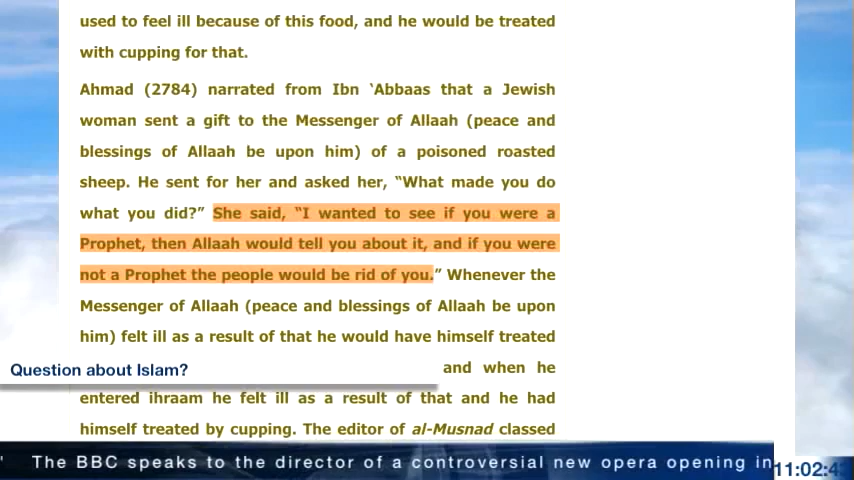 used to feel ill because of this food, and he would be treated
with cupping for that.
Ahmad (2784) narrated from Ibn ‘Abbaas that a Jewish
woman sent a gift to the Messenger of Allaah (peace and
blessings of Allaah be upon him) of a poisoned roasted
sheep. He sent for her and asked her, “What made you do
what you did?” She said, “I wanted to see if you were a
Prophet, then Allaah would tell you about it, and if you were
not a Prophet the people would be rid of you.” Whenever the
Messenger of Allaah (peace and blessings of Allaah be upon
him) felt ill as a result of that he would have himself treated
Question about Islam?
and when he
entered ihraam he felt ill as a result of that and he had
himself treated by cupping. The editor of al-Musnad classed
The BBC speaks to the director of a controversial new opera opening in